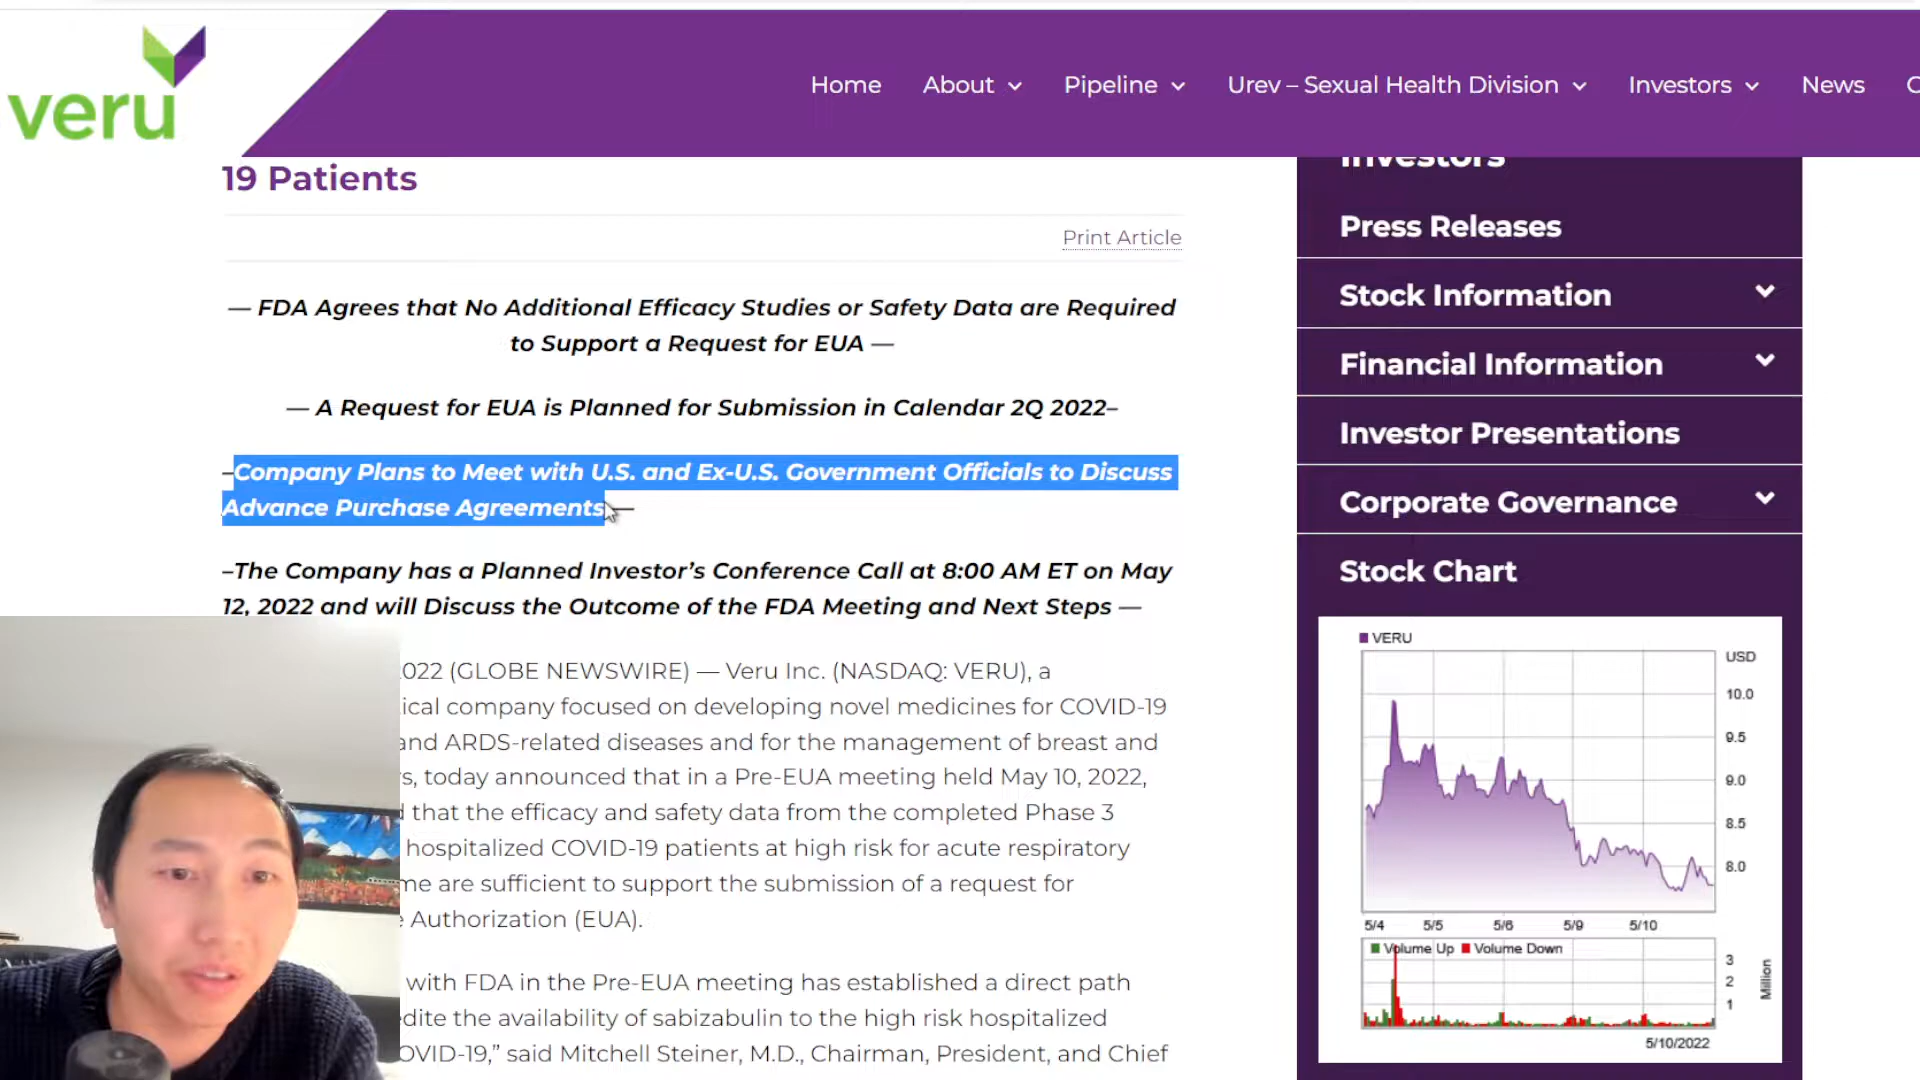 veru
Home About Pipeline Urev – Sexual Health Division Investors News
19 Patients
Print Article
— FDA Agrees that No Additional Efficacy Studies or Safety Data are Required
to Support a Request for EUA —
— A Request for EUA is Planned for Submission in Calendar 2Q 2022–
–Company Plans to Meet with U.S. and Ex-U.S. Government Officials to Discuss
Advance Purchase Agreements —
–The Company has a Planned Investor’s Conference Call at 8:00 AM ET on May
12, 2022 and will Discuss the Outcome of the FDA Meeting and Next Steps —
022 (GLOBE NEWSWIRE) — Veru Inc. (NASDAQ: VERU), a
ical company focused on developing novel medicines for COVID-19
and ARDS-related diseases and for the management of breast and
s, today announced that in a Pre-EUA meeting held May 10, 2022,
d that the efficacy and safety data from the completed Phase 3
hospitalized COVID-19 patients at high risk for acute respiratory
me are sufficient to support the submission of a request for
e Authorization (EUA).
with FDA in the Pre-EUA meeting has established a direct path
edite the availability of sabizabulin to the high risk hospitalized
OVID-19,” said Mitchell Steiner, M.D., Chairman, President, and Chief
Investors
Press Releases
Stock Information
Financial Information
Investor Presentations
Corporate Governance
Stock Chart
VERU
USD
10.0
9.5
9.0
8.5
8.0
5/4 5/5 5/6 5/9 5/10
Volume Up Volume Down
3
2
1
Million
5/10/2022